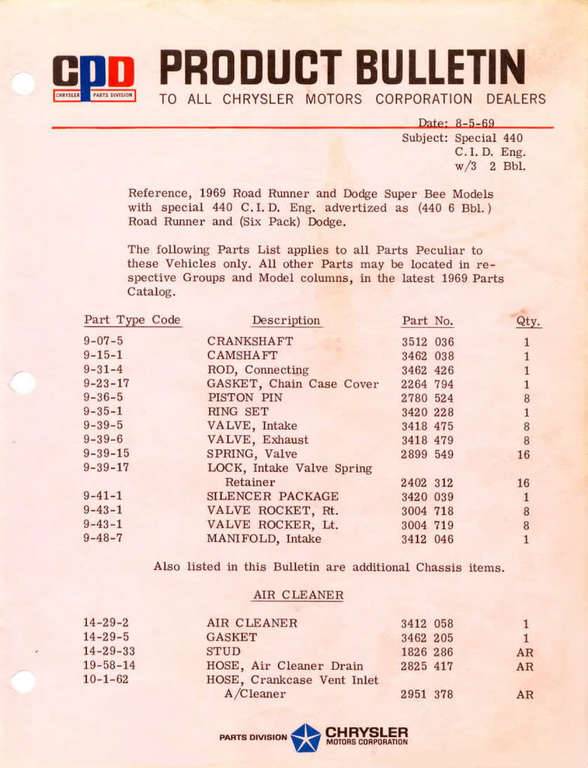 CPD PRODUCT BULLETIN
CHRYSLER PARTS DIVISION
TO ALL CHRYSLER MOTORS CORPORATION DEALERS
Date: 8-5-69
Subject: Special 440
C.I.D. Eng.
w/3 2 Bbl.
Reference, 1969 Road Runner and Dodge Super Bee Models
with special 440 C.I.D. Eng. advertized as (440 6 Bbl.)
Road Runner and (Six Pack) Dodge.
The following Parts List applies to all Parts Peculiar to
these Vehicles only. All other Parts may be located in re-
spective Groups and Model columns, in the latest 1969 Parts
Catalog.
Part Type Code Description Part No. Qty.
9-07-5 CRANKSHAFT 3512 036 1
9-15-1 CAMSHAFT 3462 038 1
9-31-4 ROD, Connecting 3462 426 1
9-23-17 GASKET, Chain Case Cover 2264 794 1
9-36-5 PISTON PIN 2780 524 8
9-35-1 RING SET 3420 228 1
9-39-5 VALVE, Intake 3418 475 8
9-39-6 VALVE, Exhaust 3418 479 8
9-39-15 SPRING, Valve 2899 549 16
9-39-17 LOCK, Intake Valve Spring
Retainer 2402 312 16
9-41-1 SILENCER PACKAGE 3420 039 1
9-43-1 VALVE ROCKET, Rt. 3004 718 8
9-43-1 VALVE ROCKER, Lt. 3004 719 8
9-48-7 MANIFOLD, Intake 3412 046 1
Also listed in this Bulletin are additional Chassis items.
AIR CLEANER
14-29-2 AIR CLEANER 3412 058 1
14-29-5 GASKET 3462 205 1
14-29-33 STUD 1826 286 AR
19-58-14 HOSE, Air Cleaner Drain 2825 417 AR
10-1-62 HOSE, Crankcase Vent Inlet
A/Cleaner 2951 378 AR
PARTS DIVISION CHRYSLER
MOTORS CORPORATION